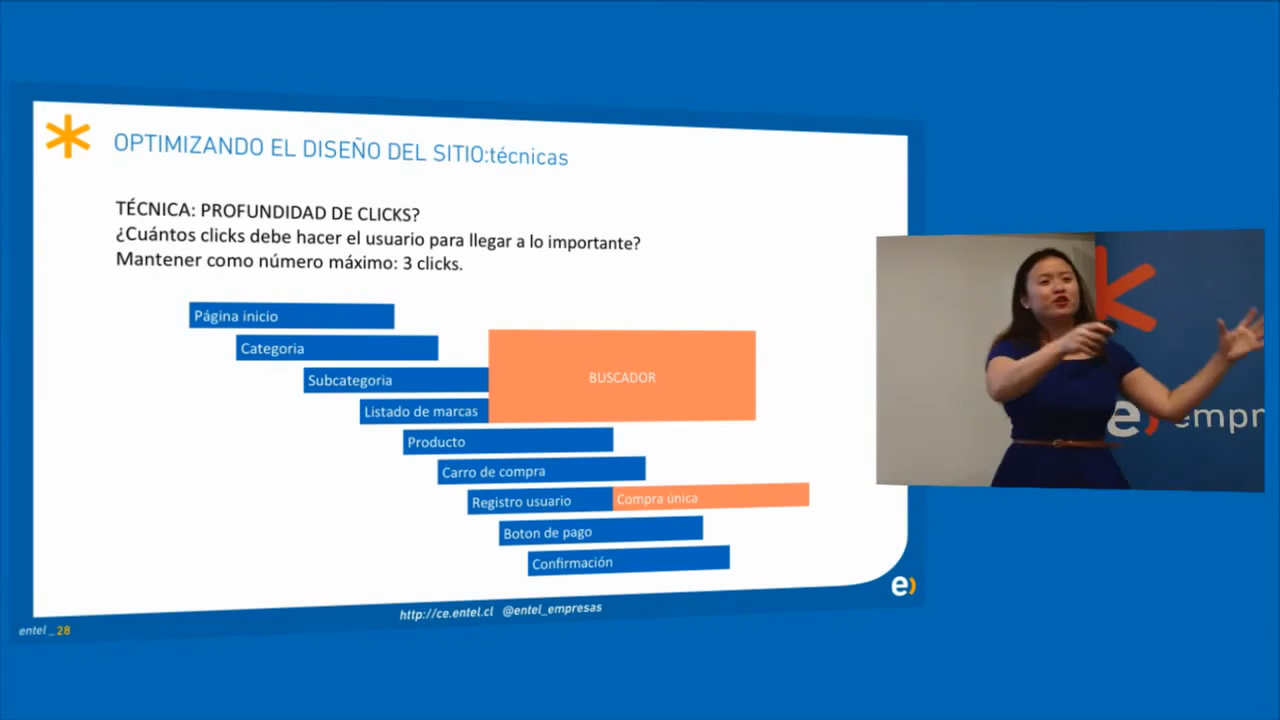 OPTIMIZANDO EL DISEÑO DEL SITIO:técnicas
TÉCNICA: PROFUNDIDAD DE CLICKS?
¿Cuántos clicks debe hacer el usuario para llegar a lo importante?
Mantener como número máximo: 3 clicks.
Página inicio
Categoria
Subcategoria
BUSCADOR
Listado de marcas
Producto
Carro de compra
Registro usuario
Compra única
Boton de pago
Confirmación
http://ce.entel.cl @entel_empresas
entel _ 28
e)
e) empr